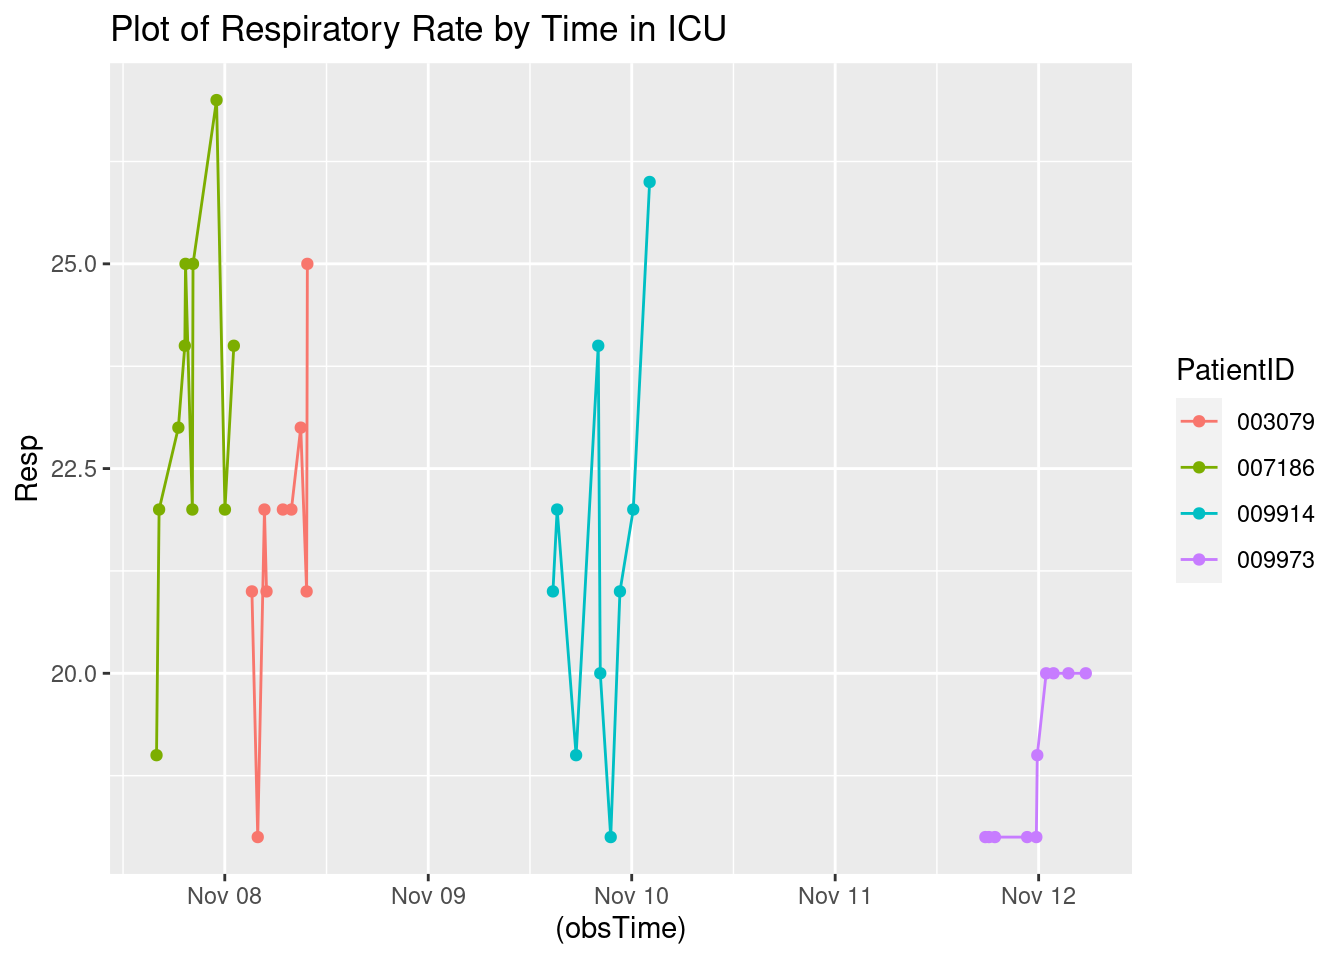 Plot of Respiratory Rate by Time in ICU
Resp
25.0
22.5
20.0
Nov 08 Nov 09 Nov 10 Nov 11 Nov 12
(obsTime)
PatientID
003079
007186
009914
009973